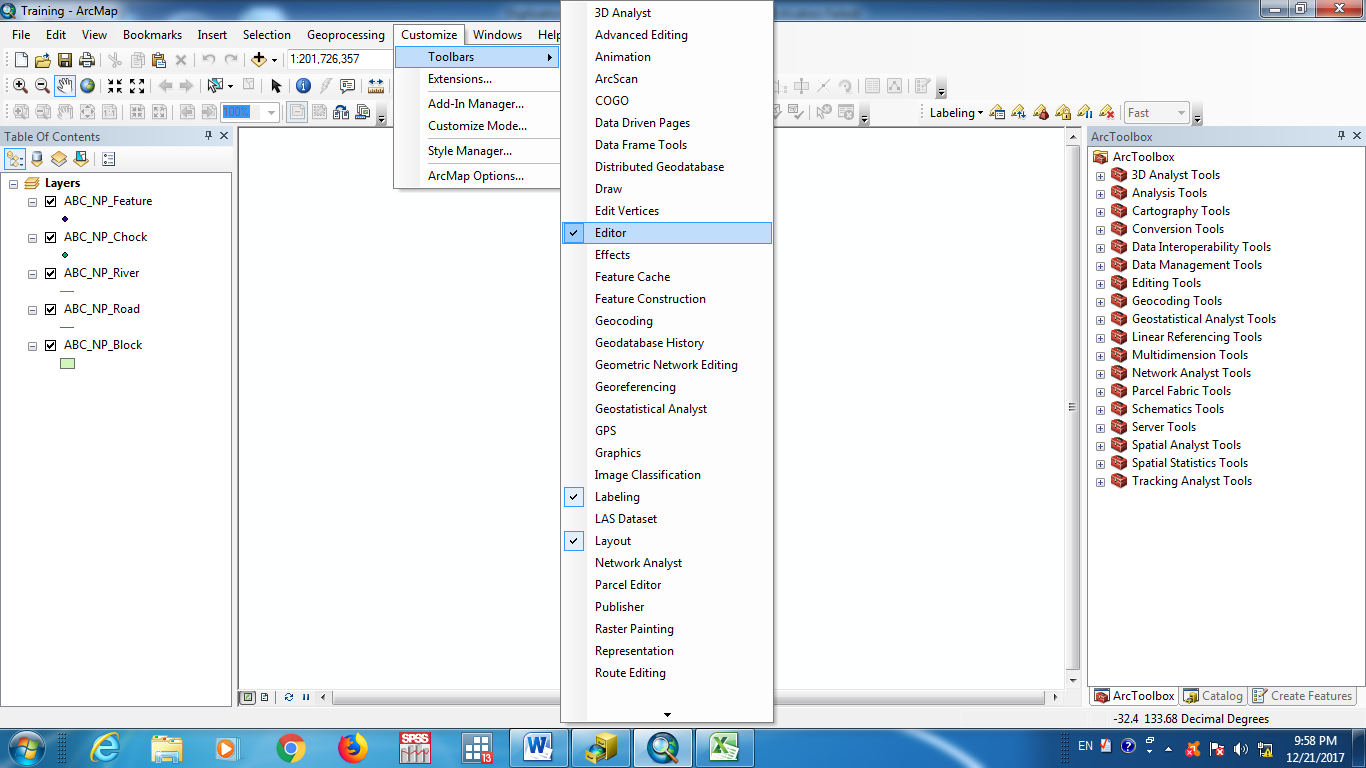 Training - ArcMap
File Edit View Bookmarks Insert Selection Geoprocessing Customize Windows Help
1:201,726,357
100%
Labeling
Fast
Toolbars
Extensions...
Add-In Manager...
Customize Mode...
Style Manager...
ArcMap Options...
3D Analyst
Advanced Editing
Animation
ArcScan
COGO
Data Driven Pages
Data Frame Tools
Distributed Geodatabase
Draw
Edit Vertices
Editor
Effects
Feature Cache
Feature Construction
Geocoding
Geodatabase History
Geometric Network Editing
Georeferencing
Geostatistical Analyst
GPS
Graphics
Image Classification
Labeling
LAS Dataset
Layout
Network Analyst
Parcel Editor
Publisher
Raster Painting
Representation
Route Editing
Table Of Contents
Layers
ABC_NP_Feature
ABC_NP_Chock
ABC_NP_River
ABC_NP_Road
ABC_NP_Block
ArcToolbox
ArcToolbox
3D Analyst Tools
Analysis Tools
Cartography Tools
Conversion Tools
Data Interoperability Tools
Data Management Tools
Editing Tools
Geocoding Tools
Geostatistical Analyst Tools
Linear Referencing Tools
Multidimension Tools
Network Analyst Tools
Parcel Fabric Tools
Schematics Tools
Server Tools
Spatial Analyst Tools
Spatial Statistics Tools
Tracking Analyst Tools
ArcToolbox Catalog Create Features
-32.4 133.68 Decimal Degrees
SPSS
13
EN
9:58 PM
12/21/2017